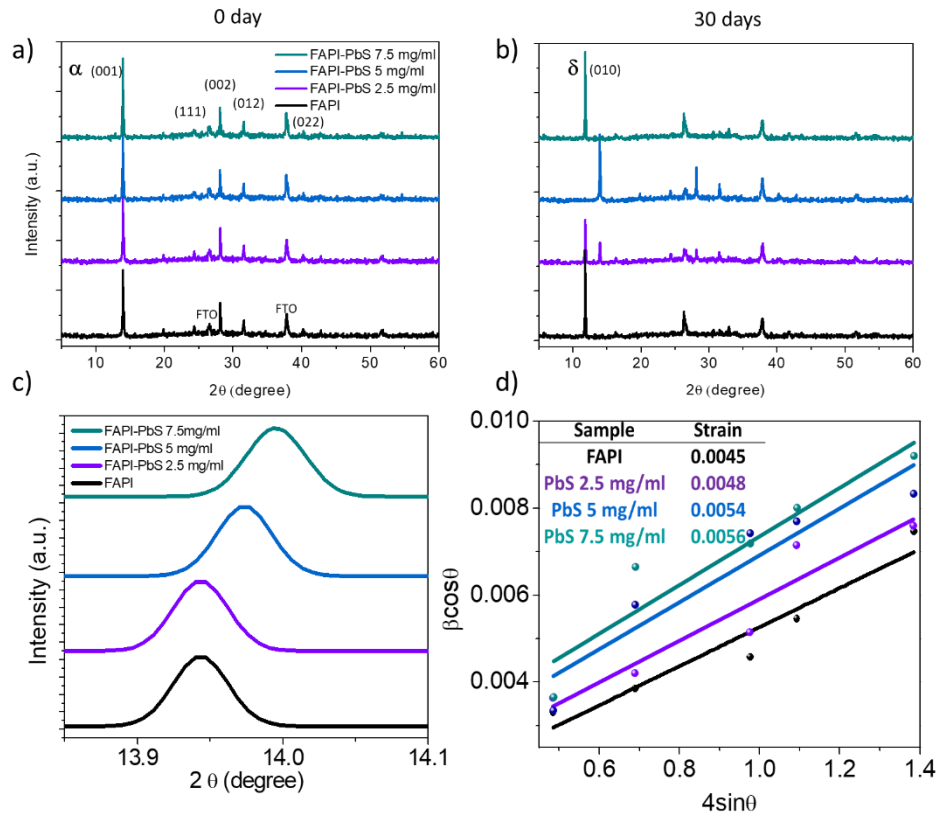 0 day
30 days
a)
α
(001)
(111)
(002)
(012)
(022)
FAPI-PbS 7.5 mg/ml
FAPI-PbS 5 mg/ml
FAPI-PbS 2.5 mg/ml
FAPI
FTO
FTO
Intensity (a.u.)
10 20 30 40 50 60
2θ (degree)
b)
δ
(010)
10 20 30 40 50 60
2θ (degree)
c)
FAPI-PbS 7.5mg/ml
FAPI-PbS 5 mg/ml
FAPI-PbS 2.5 mg/ml
FAPI
Intensity (a.u.)
13.9 14.0 14.1
2 θ (degree)
d)
0.010
0.008
0.006
0.004
βcosθ
Sample Strain
FAPI 0.0045
PbS 2.5 mg/ml 0.0048
PbS 5 mg/ml 0.0054
PbS 7.5 mg/ml 0.0056
0.6 0.8 1.0 1.2 1.4
4sinθ